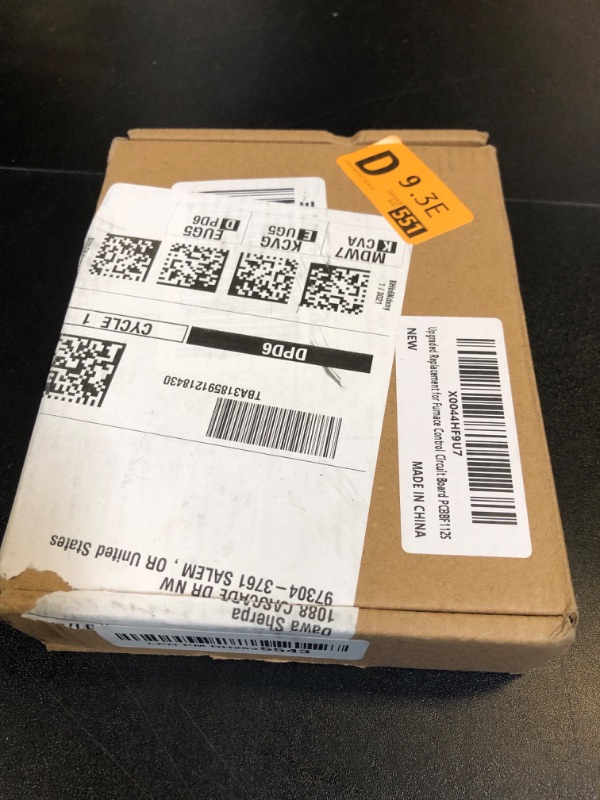 Dawa Sherpa
1088 CASCADE DR NW
97304-3761 SALEM , OR United States
TBA318591218430
DPD6
CYCLE 1
MDW7
K CVA
KCVG
E UG5
EUG5
D PD6
1 / 3021
D 9.3E
551
X0044HF9U7
Upgraded Replacement for Furnace Control Circuit Board PCBBF112S
NEW
MADE IN CHINA